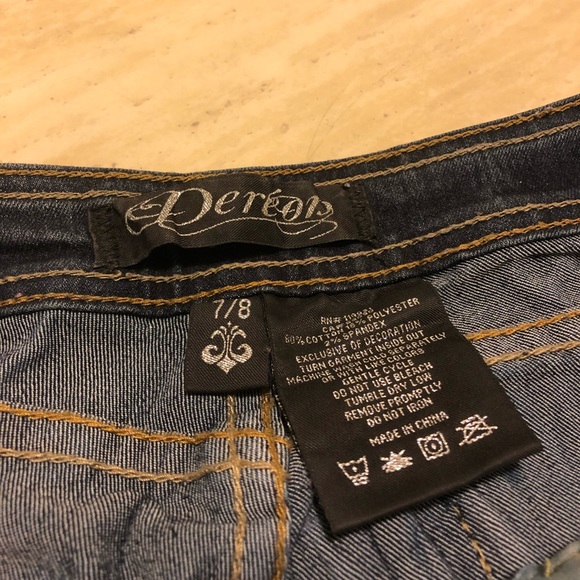 Deréon
7/8
RN#
CA#
80% COTTON 18% POLYESTER
2% SPANDEX
EXCLUSIVE OF DECORATION
TURN GARMENT INSIDE OUT
MACHINE WASH COLD SEPARATELY
OR WITH LIKE COLORS
GENTLE CYCLE
DO NOT USE BLEACH
TUMBLE DRY LOW
REMOVE PROMPTLY
DO NOT IRON
MADE IN CHINA